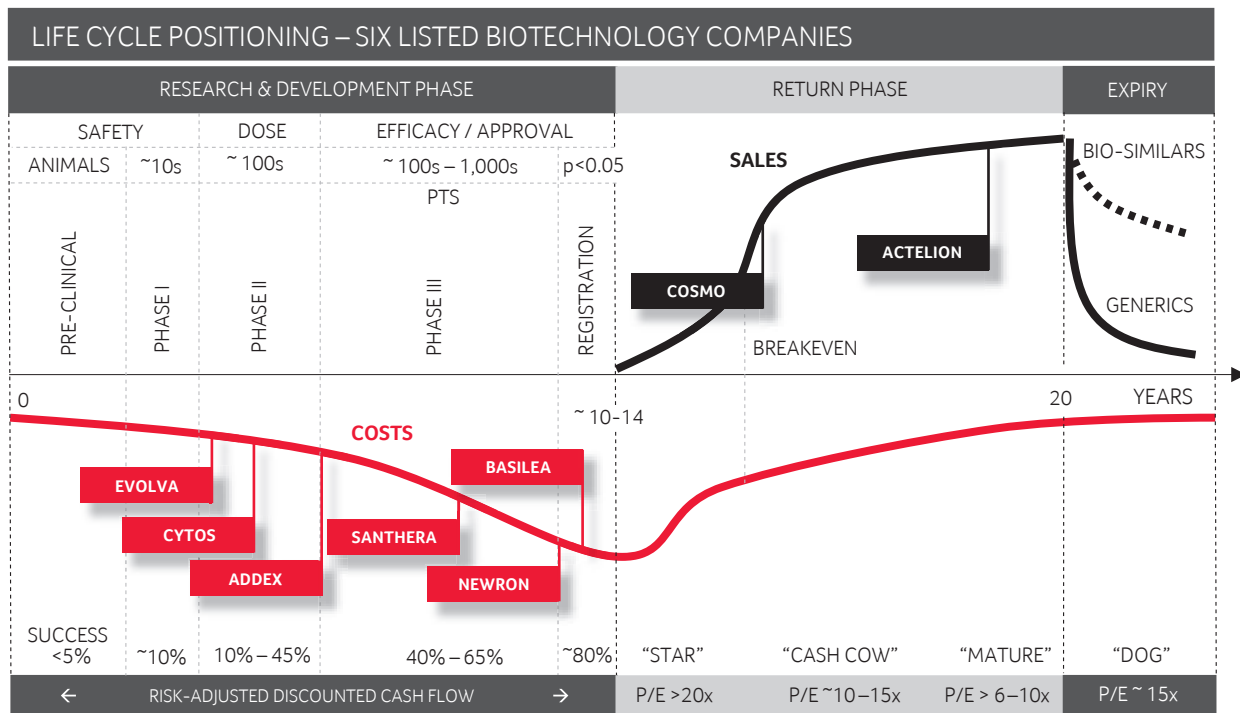 LIFE CYCLE POSITIONING – SIX LISTED BIOTECHNOLOGY COMPANIES
RESEARCH & DEVELOPMENT PHASE
RETURN PHASE
EXPIRY
SAFETY
DOSE
EFFICACY / APPROVAL
ANIMALS
~10s
~ 100s
~ 100s – 1,000s
p<0.05
PTS
PRE-CLINICAL
PHASE I
PHASE II
PHASE III
REGISTRATION
SALES
BIO-SIMILARS
ACTELION
COSMO
GENERICS
BREAKEVEN
0
~ 10-14
20
YEARS
COSTS
BASILEA
EVOLVA
CYTOS
SANTHERA
ADDEX
NEWRON
SUCCESS
<5%
~10%
10% – 45%
40% – 65%
~80%
“STAR”
“CASH COW”
“MATURE”
“DOG”
← RISK-ADJUSTED DISCOUNTED CASH FLOW →
P/E >20x
P/E ~10 – 15x
P/E > 6 – 10x
P/E ~ 15x